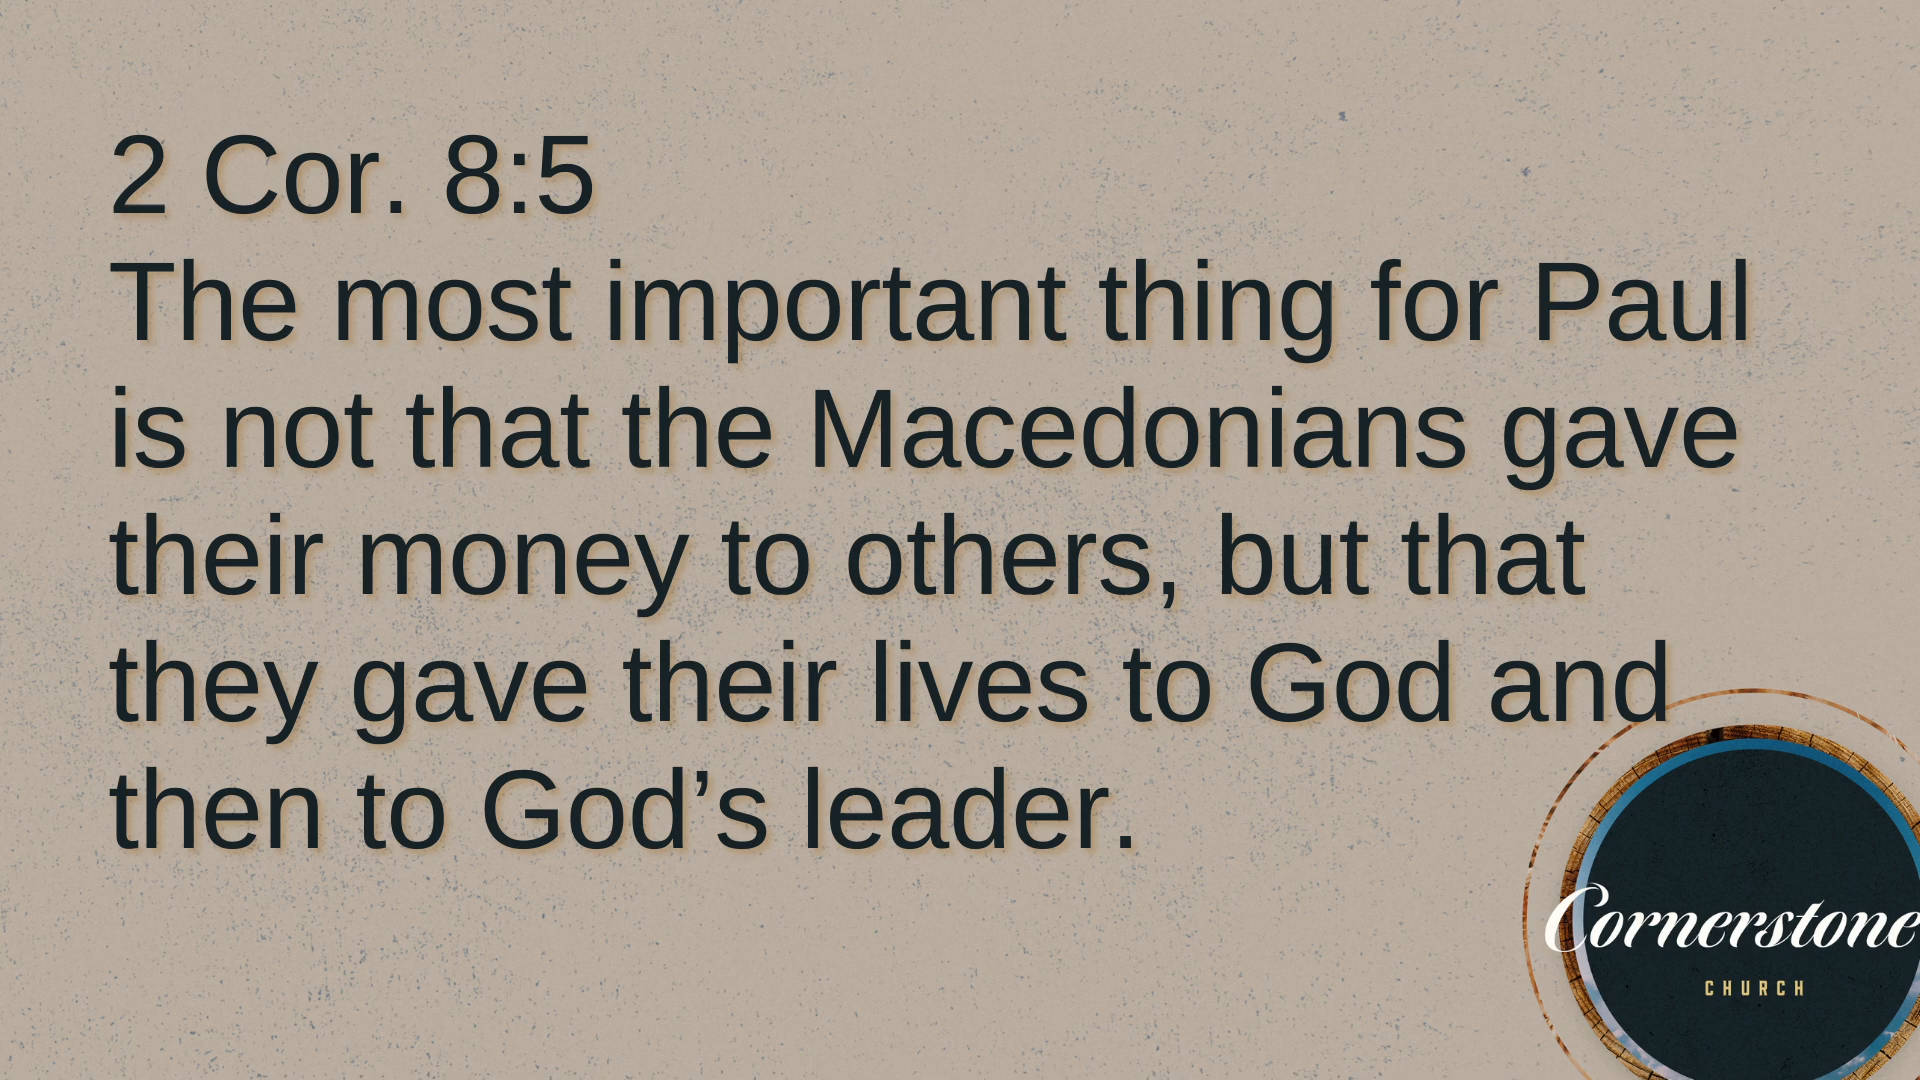 2 Cor. 8:5
The most important thing for Paul
is not that the Macedonians gave
their money to others, but that
they gave their lives to God and
then to God’s leader.
Cornerstone
CHURCH